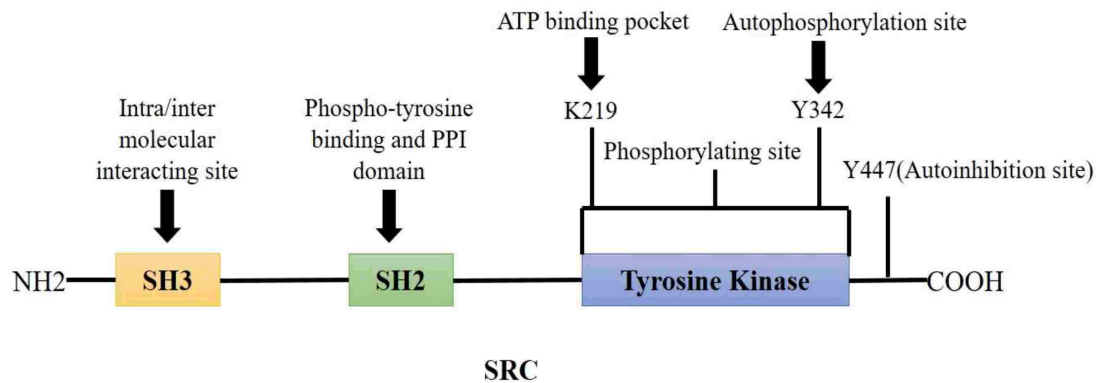 ATP binding pocket
Autophosphorylation site
Intra/inter
molecular
interacting site
Phospho-tyrosine
binding and PPI
domain
K219
Y342
Phosphorylating site
Y447(Autoinhibition site)
NH2
SH3
SH2
Tyrosine Kinase
COOH
SRC